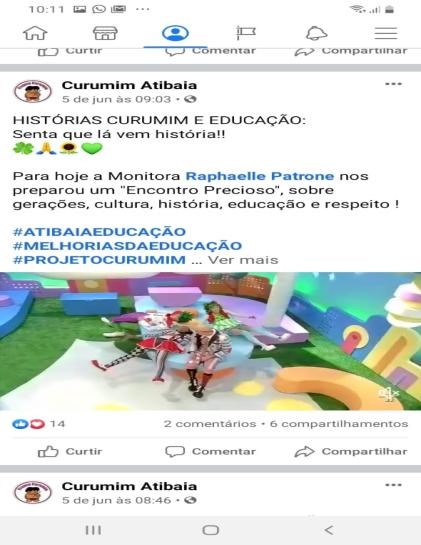 10:11
Curtir Comentar Compartilhar
Curumim Atibaia
5 de jun às 09:03
HISTÓRIAS CURUMIM E EDUCAÇÃO:
Senta que lá vem história!!
Para hoje a Monitora Raphaelle Patrone nos
preparou um "Encontro Precioso", sobre
gerações, cultura, história, educação e respeito !
#ATIBAIAEDUCAÇÃO
#MELHORIASDAEDUCAÇÃO
#PROJETOCURUMIM ... Ver mais
14 2 comentários • 6 compartilhamentos
Curtir Comentar Compartilhar
Curumim Atibaia
5 de jun às 08:46